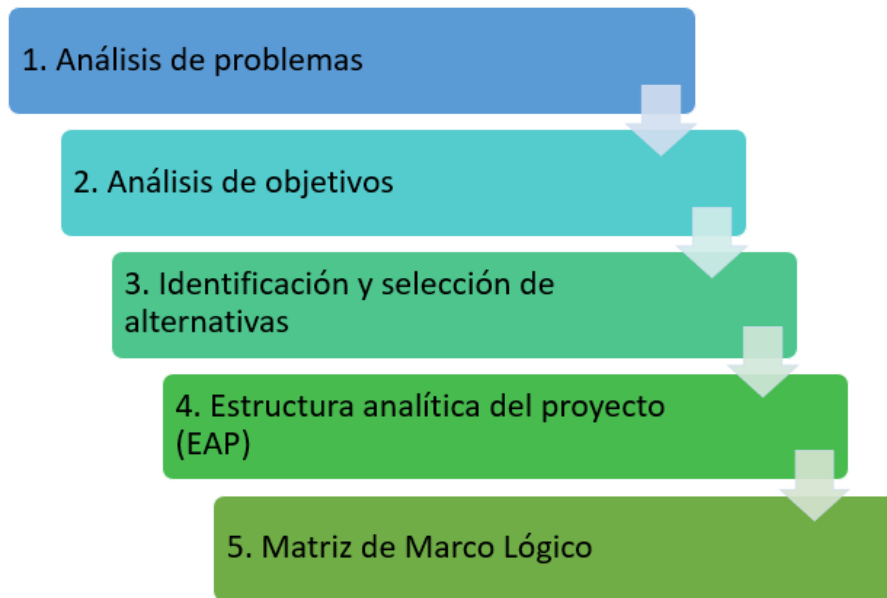 1. Análisis de problemas
2. Análisis de objetivos
3. Identificación y selección de
alternativas
4. Estructura analítica del proyecto
(EAP)
5. Matriz de Marco Lógico